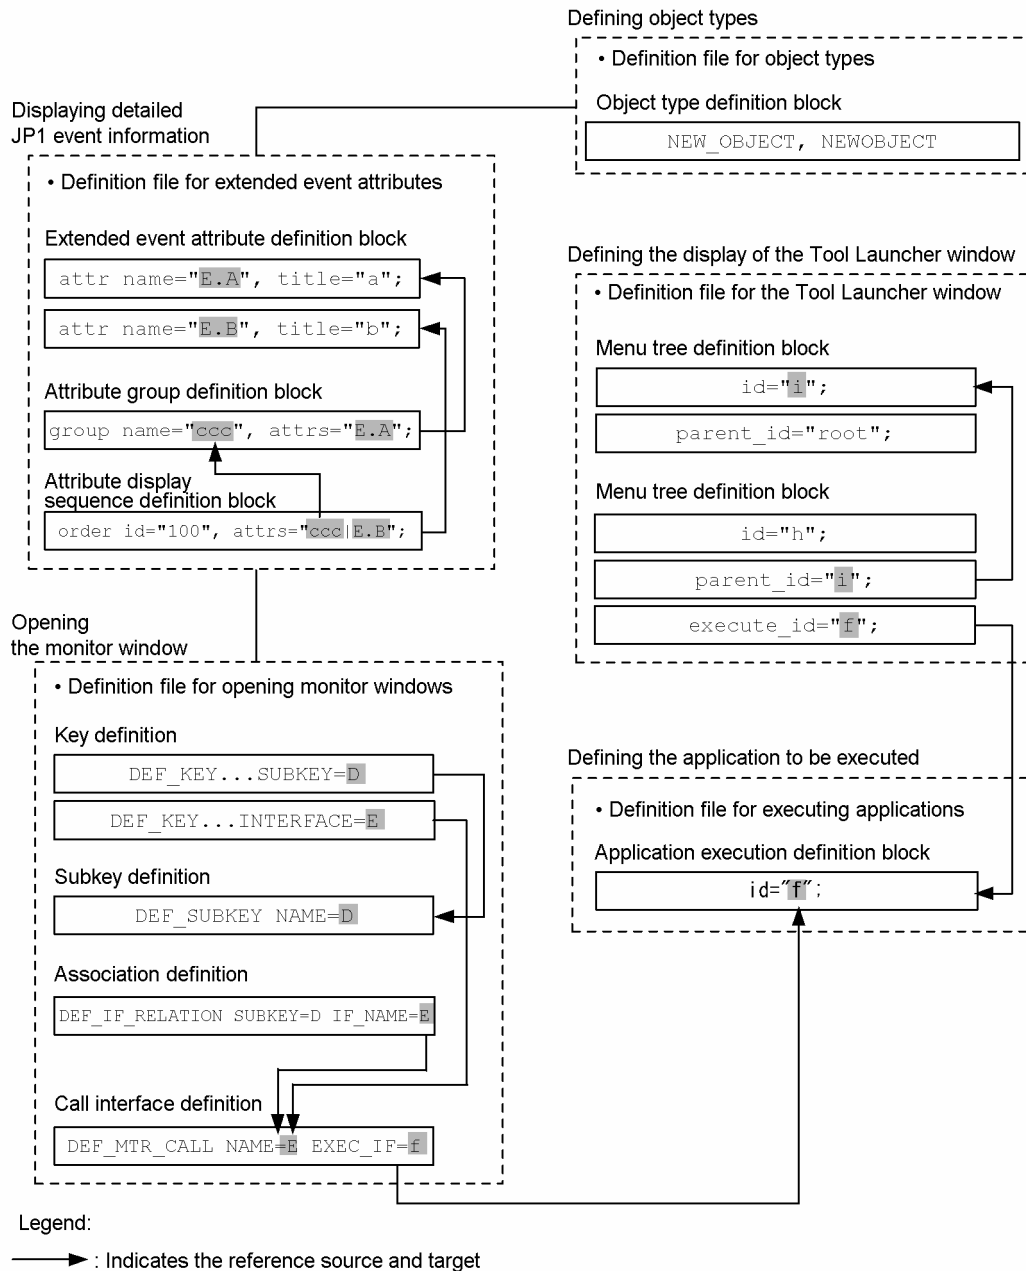 Defining object types
• Definition file for object types
Object type definition block
NEW_OBJECT, NEWOBJECT
Displaying detailed
JP1 event information
• Definition file for extended event attributes
Extended event attribute definition block
attr name="E.A", title="a";
attr name="E.B", title="b";
Attribute group definition block
group name="ccc", attrs="E.A";
Attribute display
sequence definition block
order id="100", attrs="ccc|E.B";
Defining the display of the Tool Launcher window
• Definition file for the Tool Launcher window
Menu tree definition block
id="i";
parent_id="root";
Menu tree definition block
id="h";
parent_id="i";
execute_id="f";
Opening
the monitor window
• Definition file for opening monitor windows
Key definition
DEF_KEY...SUBKEY=D
DEF_KEY...INTERFACE=E
Subkey definition
DEF_SUBKEY NAME=D
Association definition
DEF_IF_RELATION SUBKEY=D IF_NAME=E
Call interface definition
DEF_MTR_CALL NAME=E EXEC_IF=f
Defining the application to be executed
• Definition file for executing applications
Application execution definition block
id="f";
Legend:
: Indicates the reference source and target